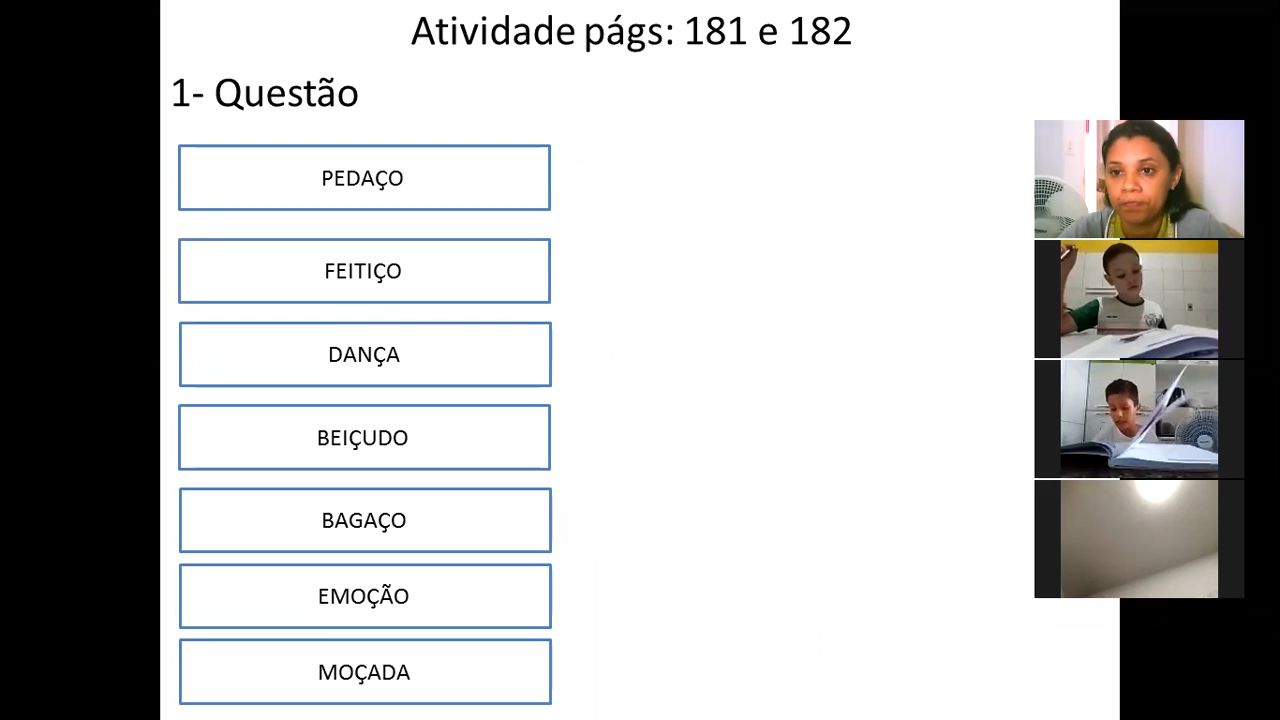 Atividade págs: 181 e 182
1- Questão
PEDAÇO
FEITIÇO
DANÇA
BEIÇUDO
BAGAÇO
EMOÇÃO
MOÇADA